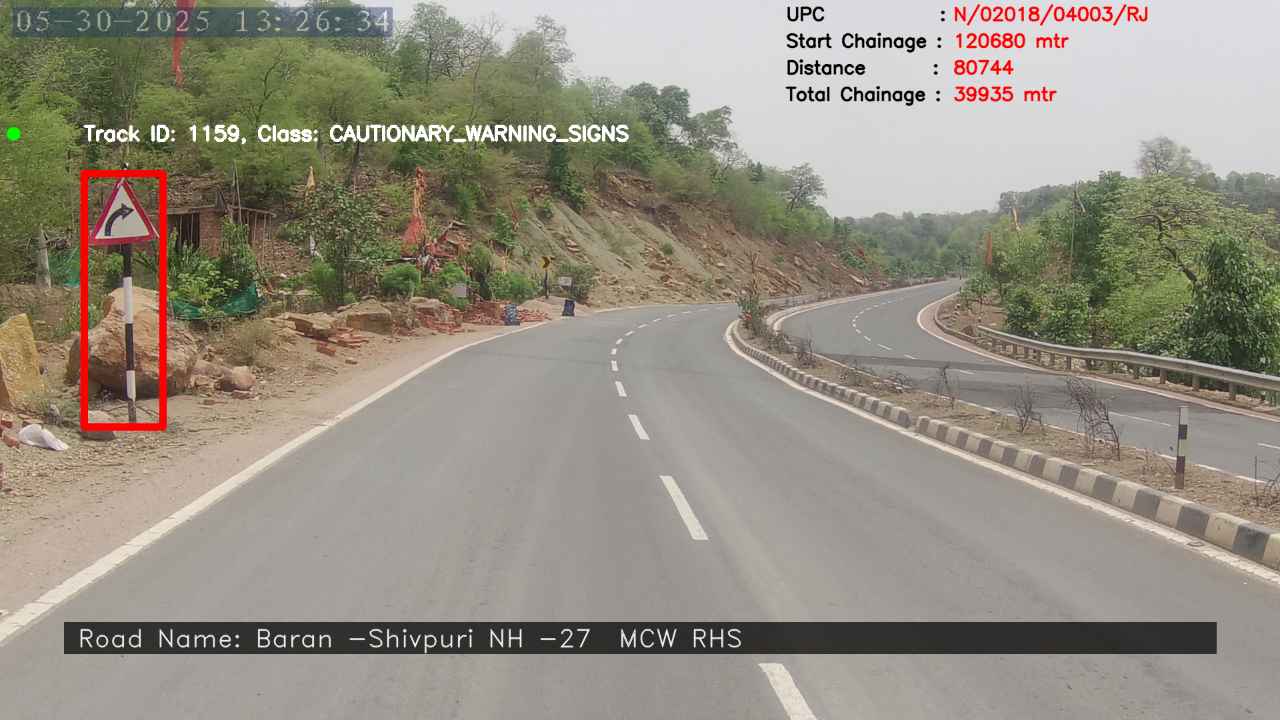 05-30-2025 13:26:34
UPC : N/02018/04003/RJ
Start Chainage : 120680 mtr
Distance : 80744
Total Chainage : 39935 mtr
Track ID: 1159, Class: CAUTIONARY_WARNING_SIGNS
Road Name: Baran -Shivpuri NH -27 MCW RHS